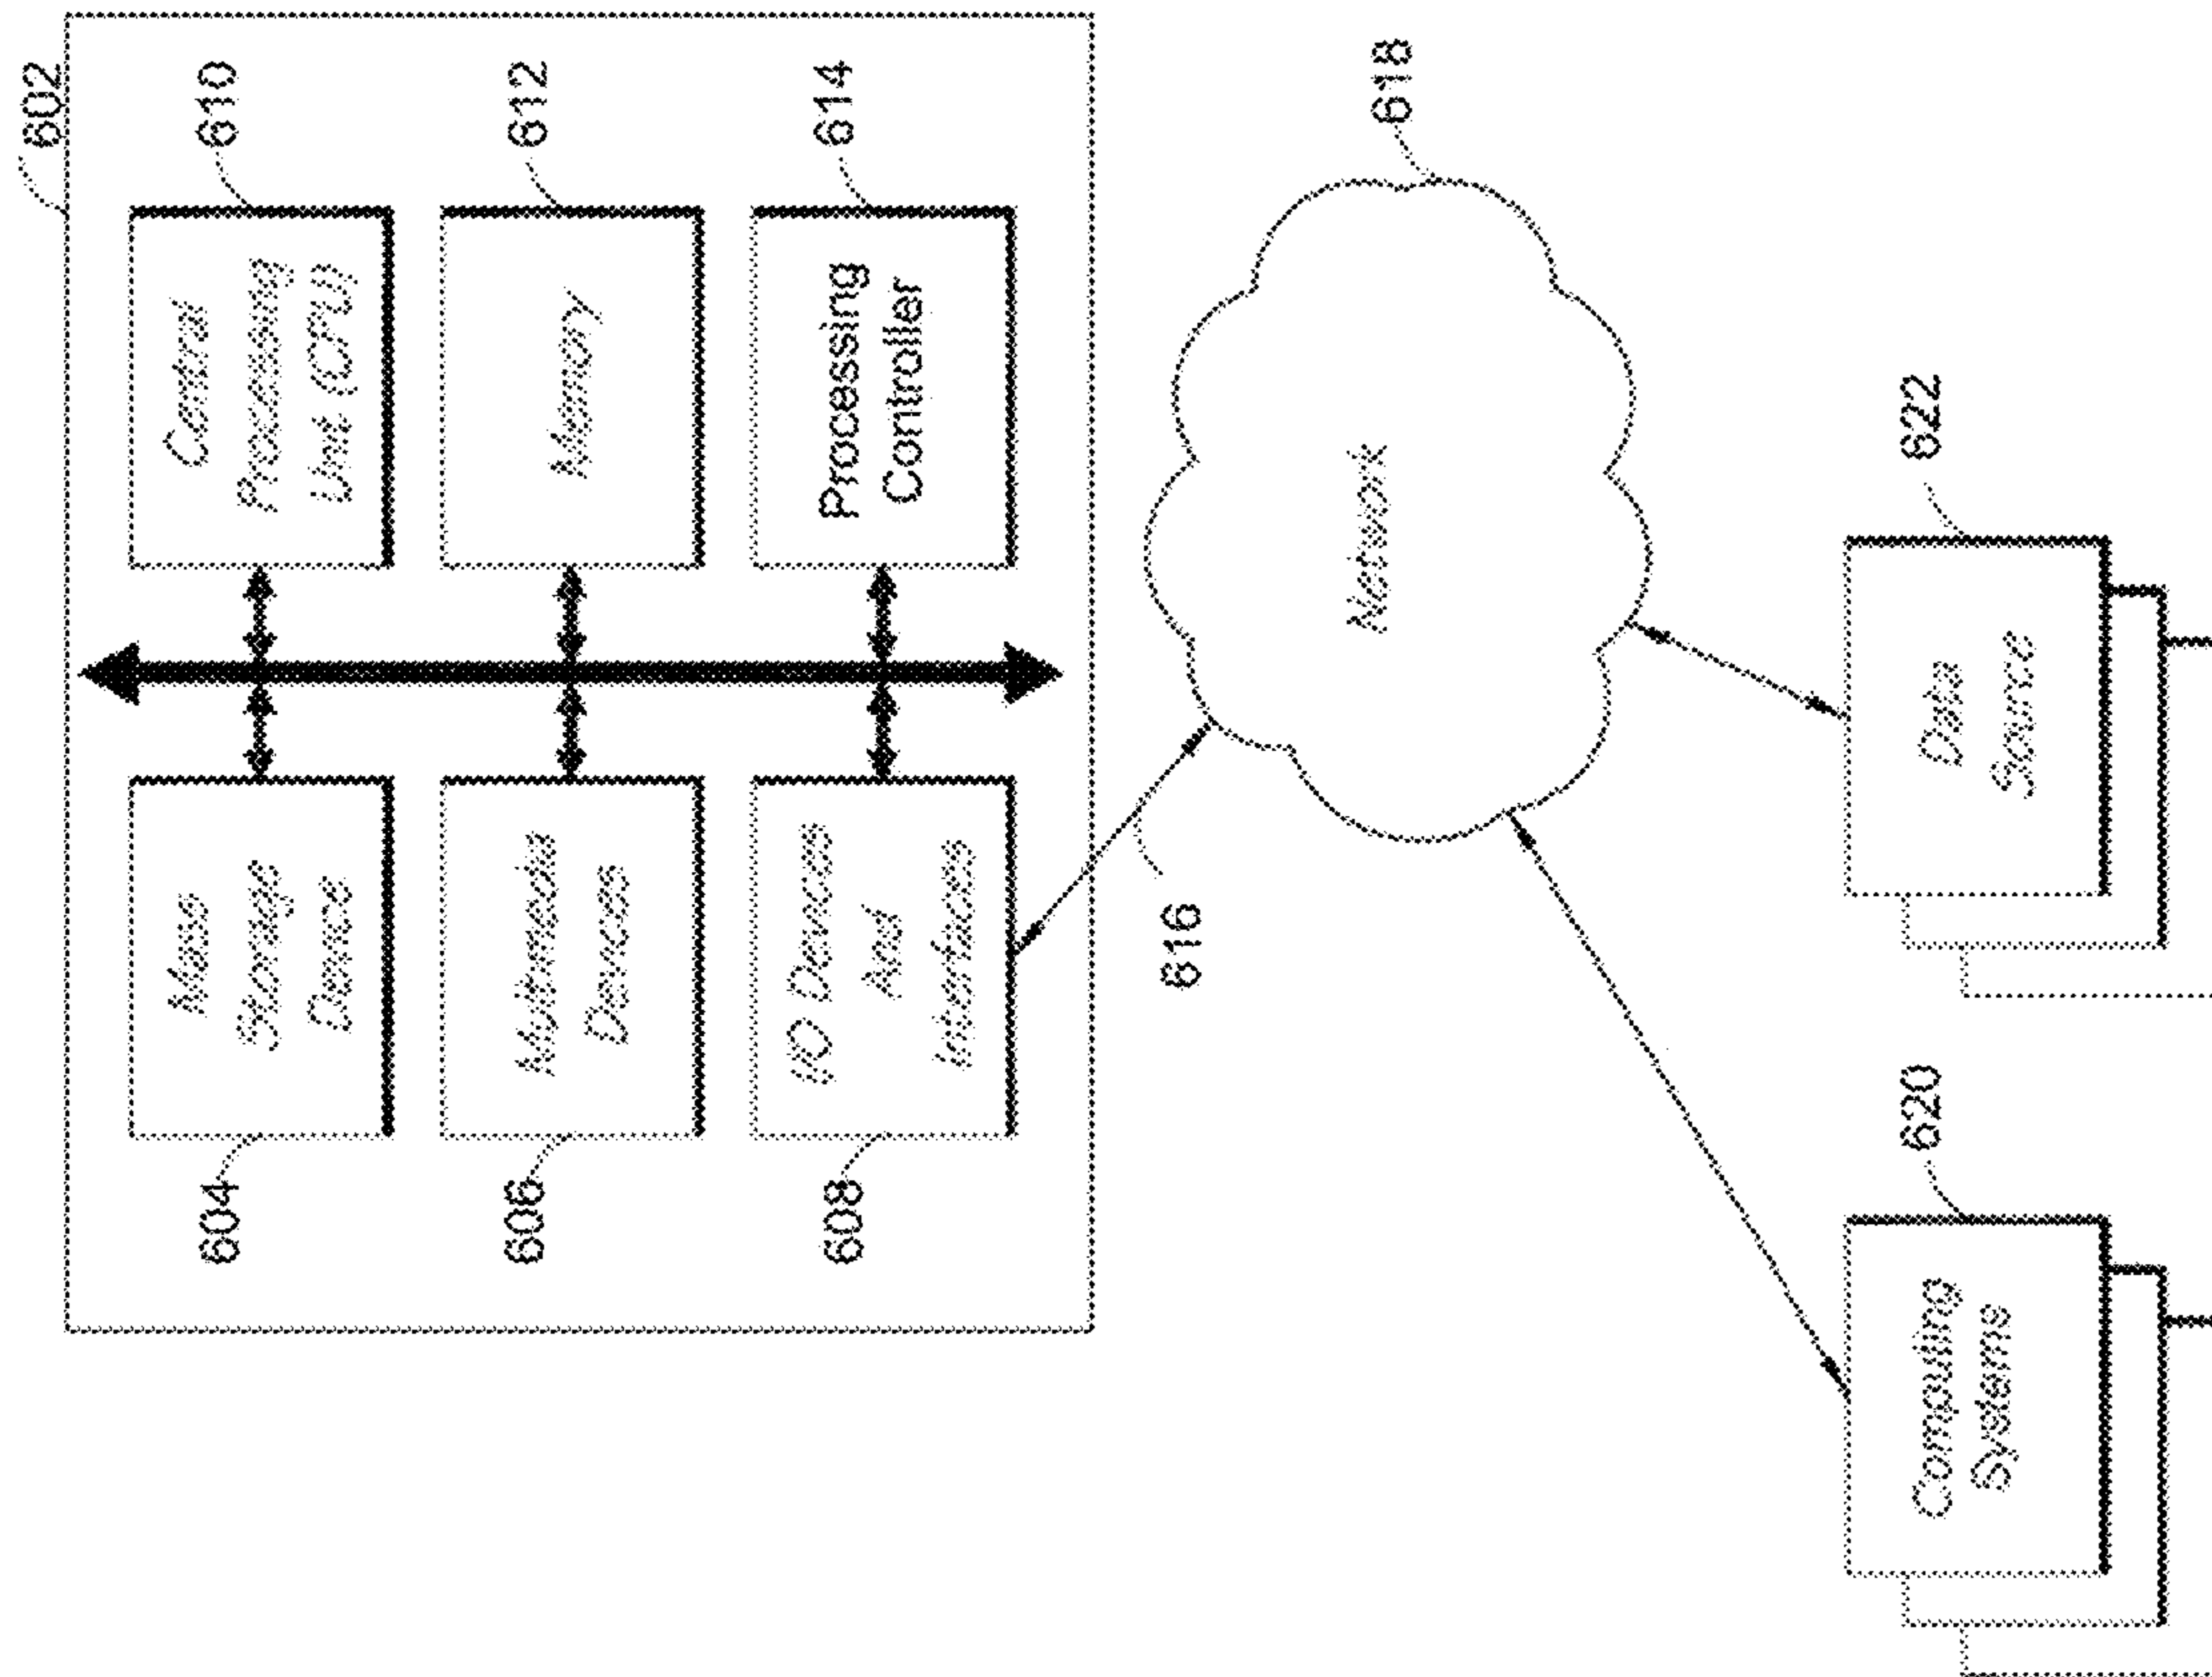 602
604
Mass
Storage
Device
Central
Processing
Unit (CPU)
610
606
Multimedia
Devices
Memory
612
608
I/O Devices
And
Interfaces
Processing
Controller
614
616
Network
618
620
Computing
Systems
622
Data
Source